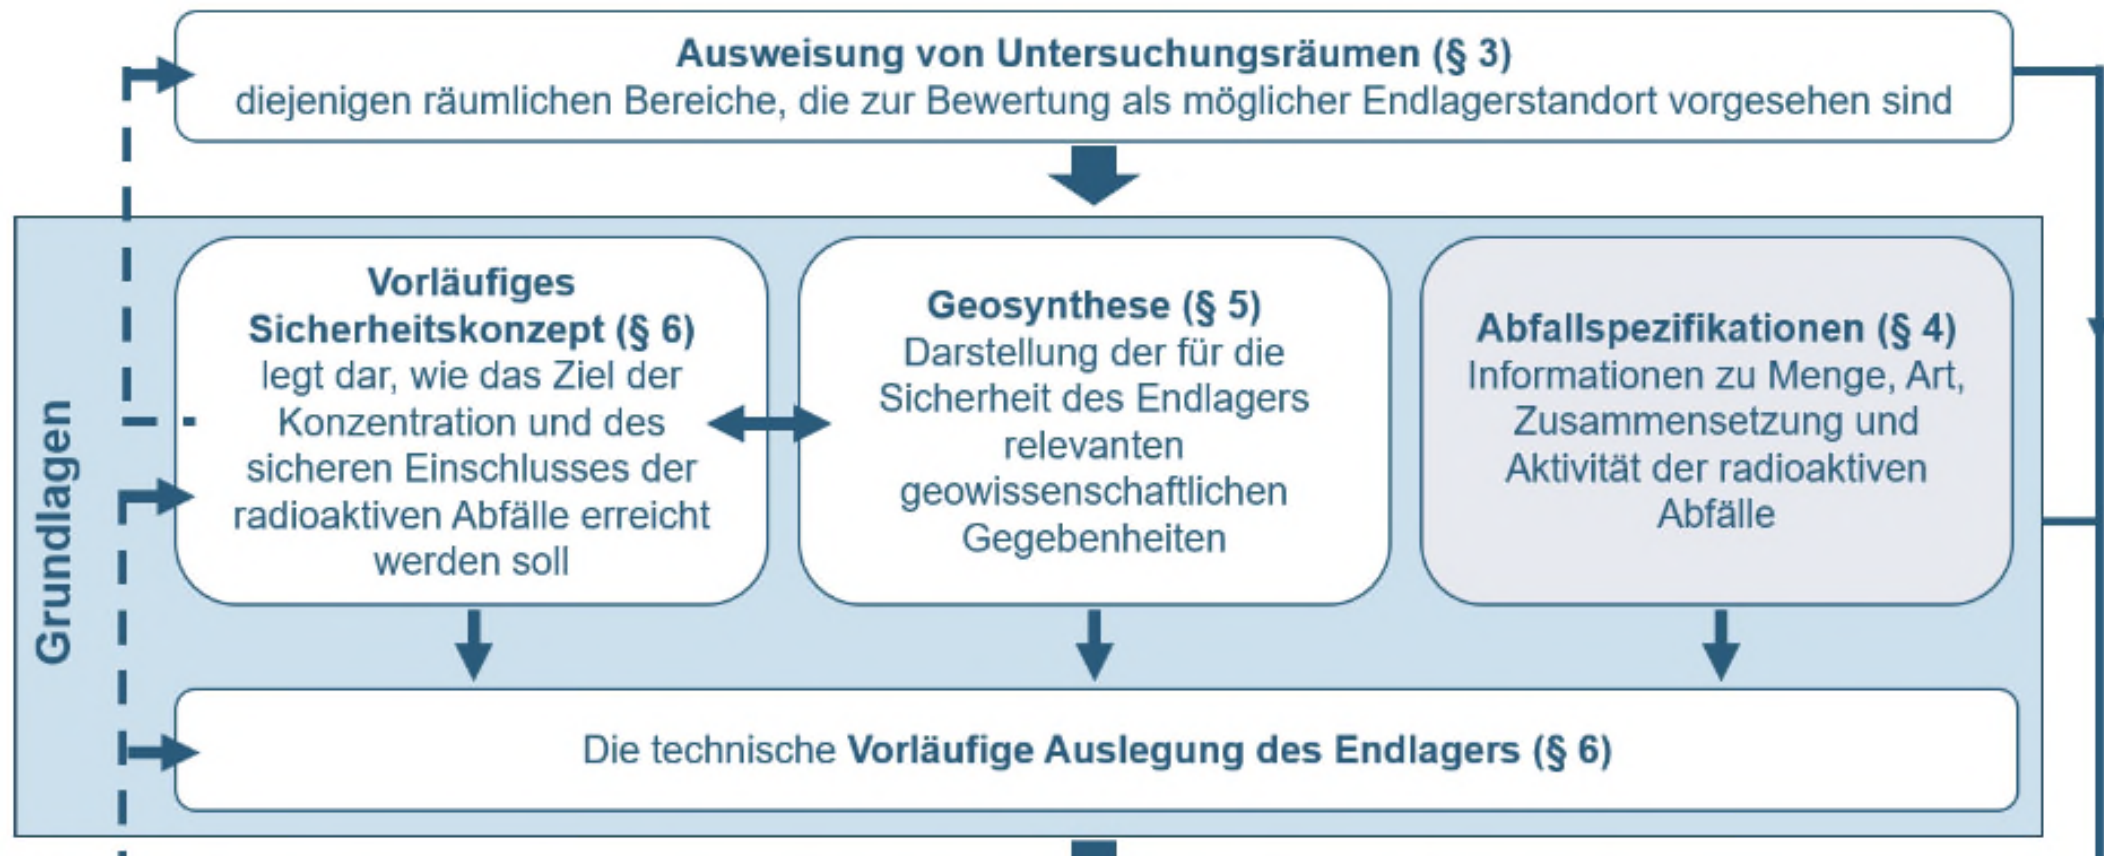 Ausweisung von Untersuchungsräumen (§ 3)
diejenigen räumlichen Bereiche, die zur Bewertung als möglicher Endlagerstandort vorgesehen sind
Grundlagen
Vorläufiges
Sicherheitskonzept (§ 6)
legt dar, wie das Ziel der
Konzentration und des
sicheren Einschlusses der
radioaktiven Abfälle erreicht
werden soll
Geosynthese (§ 5)
Darstellung der für die
Sicherheit des Endlagers
relevanten
geowissenschaftlichen
Gegebenheiten
Abfallspezifikationen (§ 4)
Informationen zu Menge, Art,
Zusammensetzung und
Aktivität der radioaktiven
Abfälle
Die technische Vorläufige Auslegung des Endlagers (§ 6)